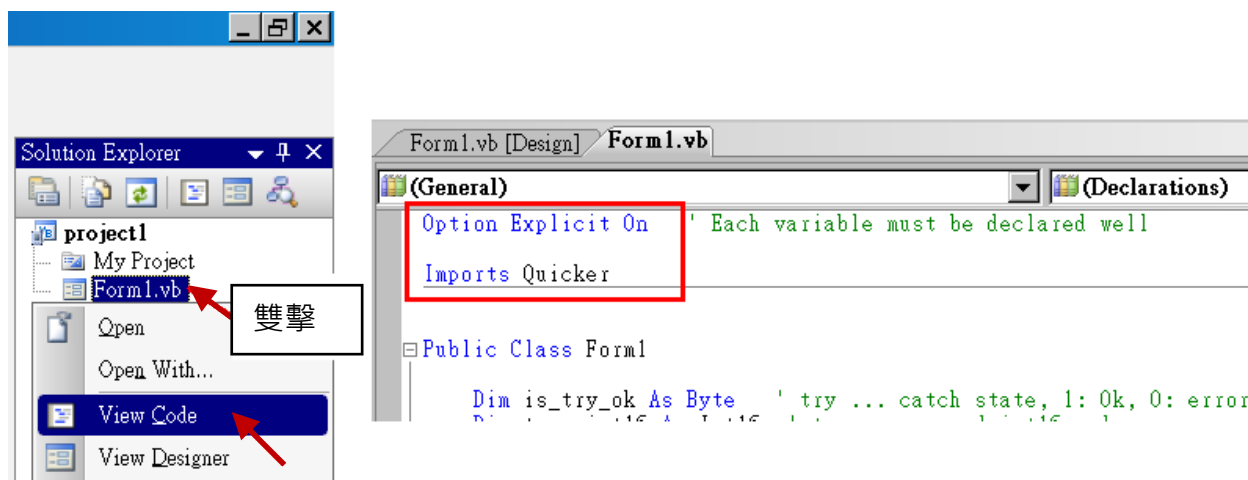 Solution Explorer
project1
My Project
Form1.vb
雙擊
Open
Open With...
View Code
View Designer
Form1.vb [Design] Form1.vb
(General) (Declarations)
Option Explicit On ' Each variable must be declared well
Imports Quicker
Public Class Form1
Dim is_try_ok As Byte ' try ... catch state, 1: Ok, 0: error